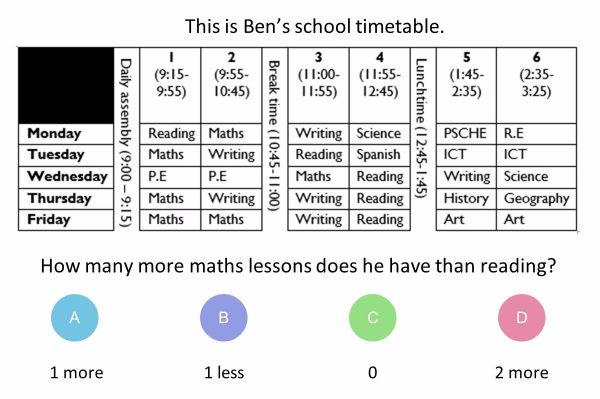 This is Ben's school timetable.
Daily assembly (9:00 – 9:15)
1 (9:15-9:55)
2 (9:55-10:45)
Break time (10:45-11:00)
3 (11:00-11:55)
4 (11:55-12:45)
Lunchtime (12:45-1:45)
5 (1:45-2:35)
6 (2:35-3:25)
Monday Reading Maths Writing Science PSCHE R.E
Tuesday Maths Writing Reading Spanish ICT ICT
Wednesday P.E P.E Maths Reading Writing Science
Thursday Maths Writing Writing Reading History Geography
Friday Maths Maths Writing Reading Art Art
How many more maths lessons does he have than reading?
A B C D
1 more 1 less 0 2 more